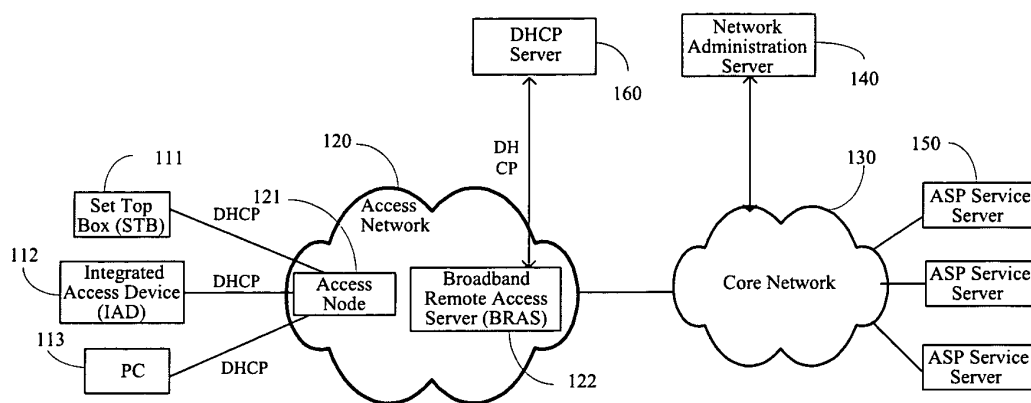 DHCP
Server
160
Network
Administration
Server
140
DH
CP
111
Set Top
Box (STB)
DHCP
120
121
Access
Network
130
150
ASP Service
Server
112
Integrated
Access Device
(IAD)
DHCP
Access
Node
Broadband
Remote Access
Server (BRAS)
Core Network
ASP Service
Server
113
PC
DHCP
122
ASP Service
Server